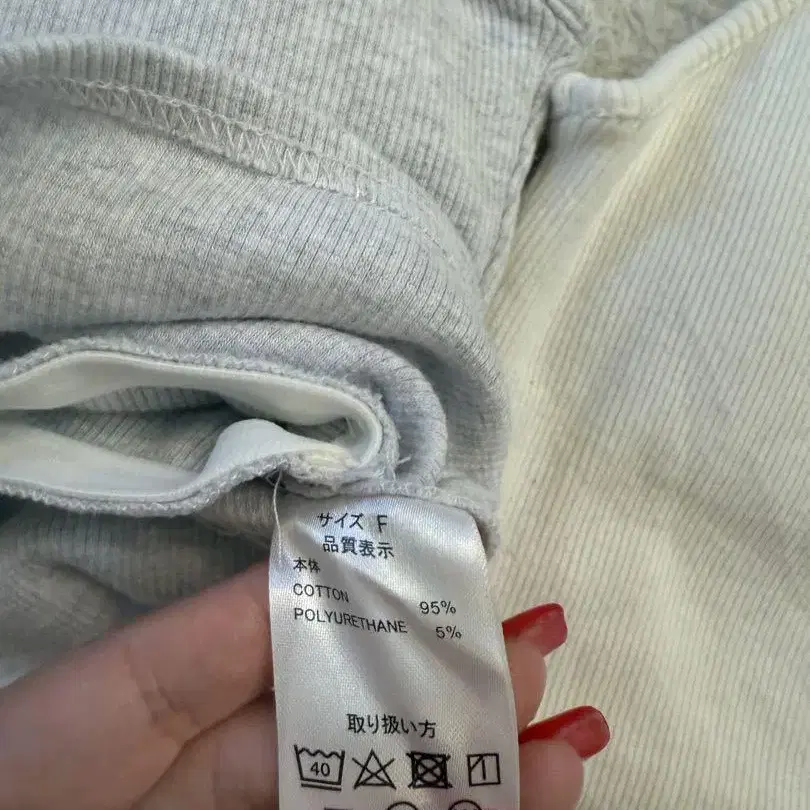 サイズ F
品質表示
本体
COTTON 95%
POLYURETHANE 5%
取り扱い方
40